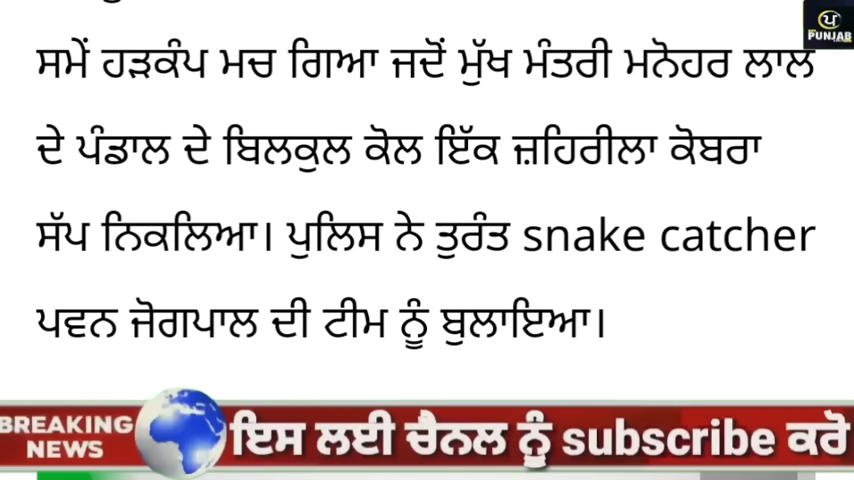 ਪ
PUNJAB
ਸਮੇਂ ਹੜਕੰਪ ਮਚ ਗਿਆ ਜਦੋਂ ਮੁੱਖ ਮੰਤਰੀ ਮਨੋਹਰ ਲਾਲ
ਦੇ ਪੰਡਾਲ ਦੇ ਬਿਲਕੁਲ ਕੋਲ ਇੱਕ ਜ਼ਹਿਰੀਲਾ ਕੋਬਰਾ
ਸੱਪ ਨਿਕਲਿਆ। ਪੁਲਿਸ ਨੇ ਤੁਰੰਤ snake catcher
ਪਵਨ ਜੋਗਪਾਲ ਦੀ ਟੀਮ ਨੂੰ ਬੁਲਾਇਆ।
BREAKING
NEWS
ਇਸ ਲਈ ਚੈਨਲ ਨੂੰ subscribe ਕਰੋ